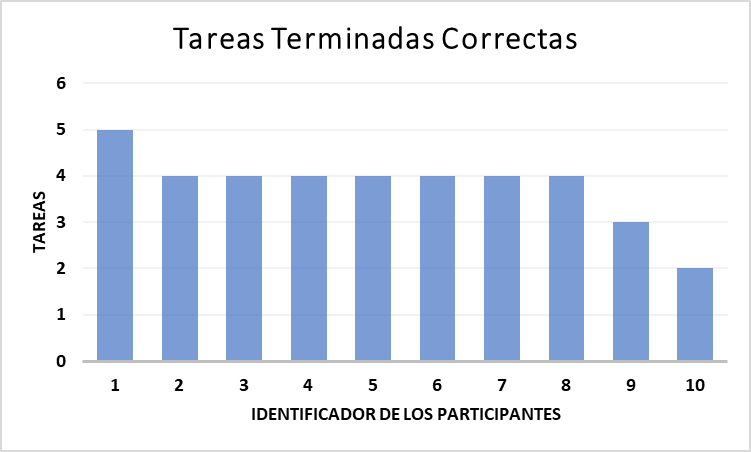 Tareas Terminadas Correctas
6
5
4
3
2
1
0
TAREAS
1 2 3 4 5 6 7 8 9 10
IDENTIFICADOR DE LOS PARTICIPANTES